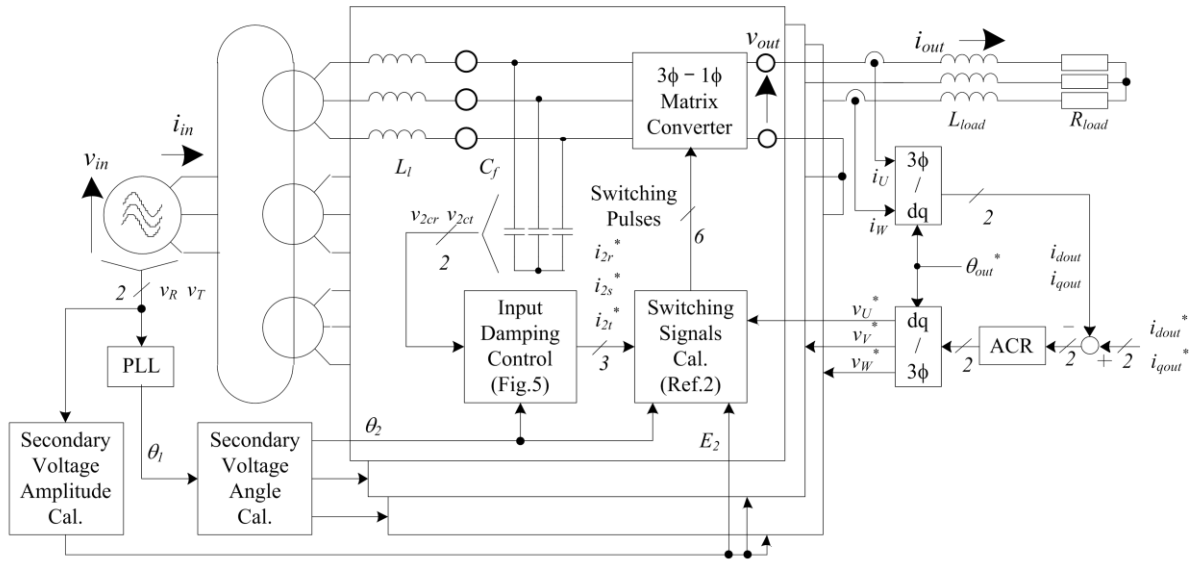 v_in
i_in
2
v_R v_T
PLL
θ_1
Secondary
Voltage
Amplitude
Cal.
Secondary
Voltage
Angle
Cal.
L_l
C_f
v_2cr v_2ct
2
3ϕ − 1ϕ
Matrix
Converter
v_out
Switching
Pulses
6
i_2r*
i_2s*
i_2t*
3
Input
Damping
Control
(Fig.5)
Switching
Signals
Cal.
(Ref.2)
θ_2
E_2
i_out
L_load
R_load
i_U
i_W
3ϕ
/
dq
2
θ_out*
i_dout
i_qout
v_U*
v_V*
v_W*
dq
/
3ϕ
2
ACR
2
−
+
2
i_dout*
i_qout*